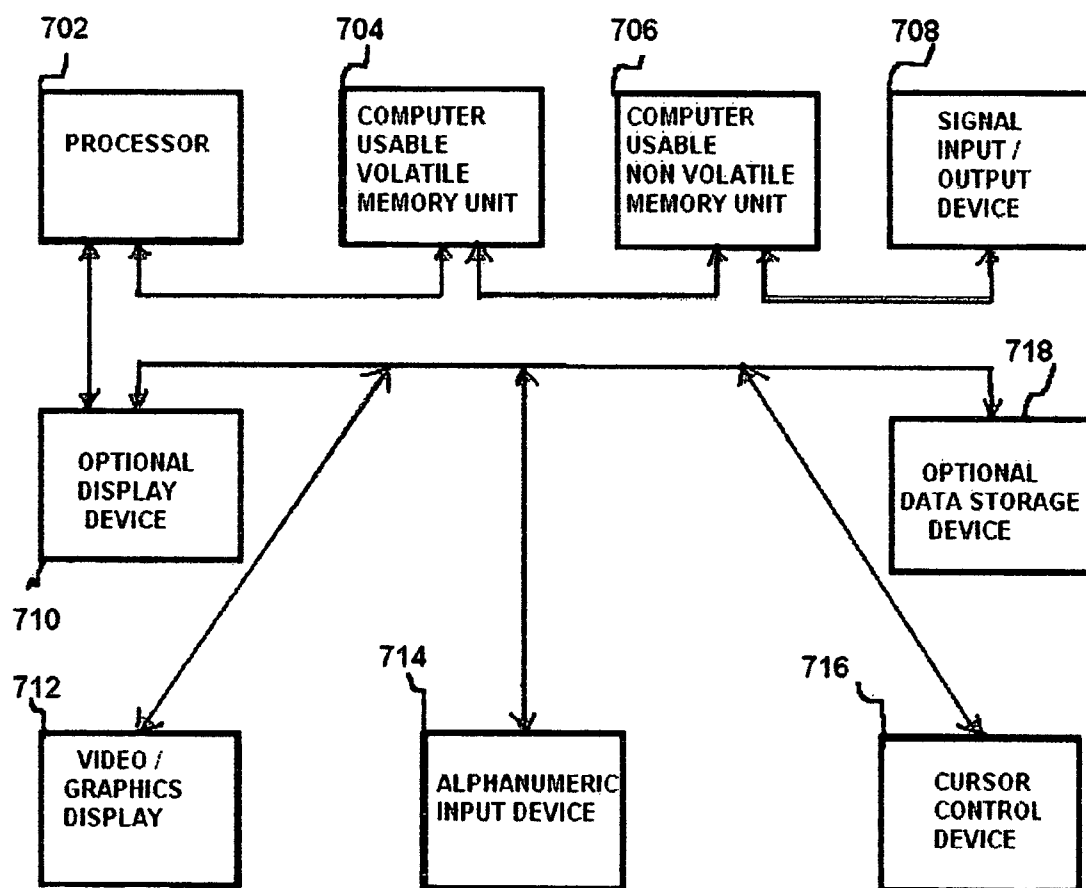 702
704
706
708
PROCESSOR
COMPUTER
USABLE
VOLATILE
MEMORY UNIT
COMPUTER
USABLE
NON VOLATILE
MEMORY UNIT
SIGNAL
INPUT /
OUTPUT
DEVICE
718
OPTIONAL
DISPLAY
DEVICE
OPTIONAL
DATA STORAGE
DEVICE
710
712
714
716
VIDEO /
GRAPHICS
DISPLAY
ALPHANUMERIC
INPUT DEVICE
CURSOR
CONTROL
DEVICE